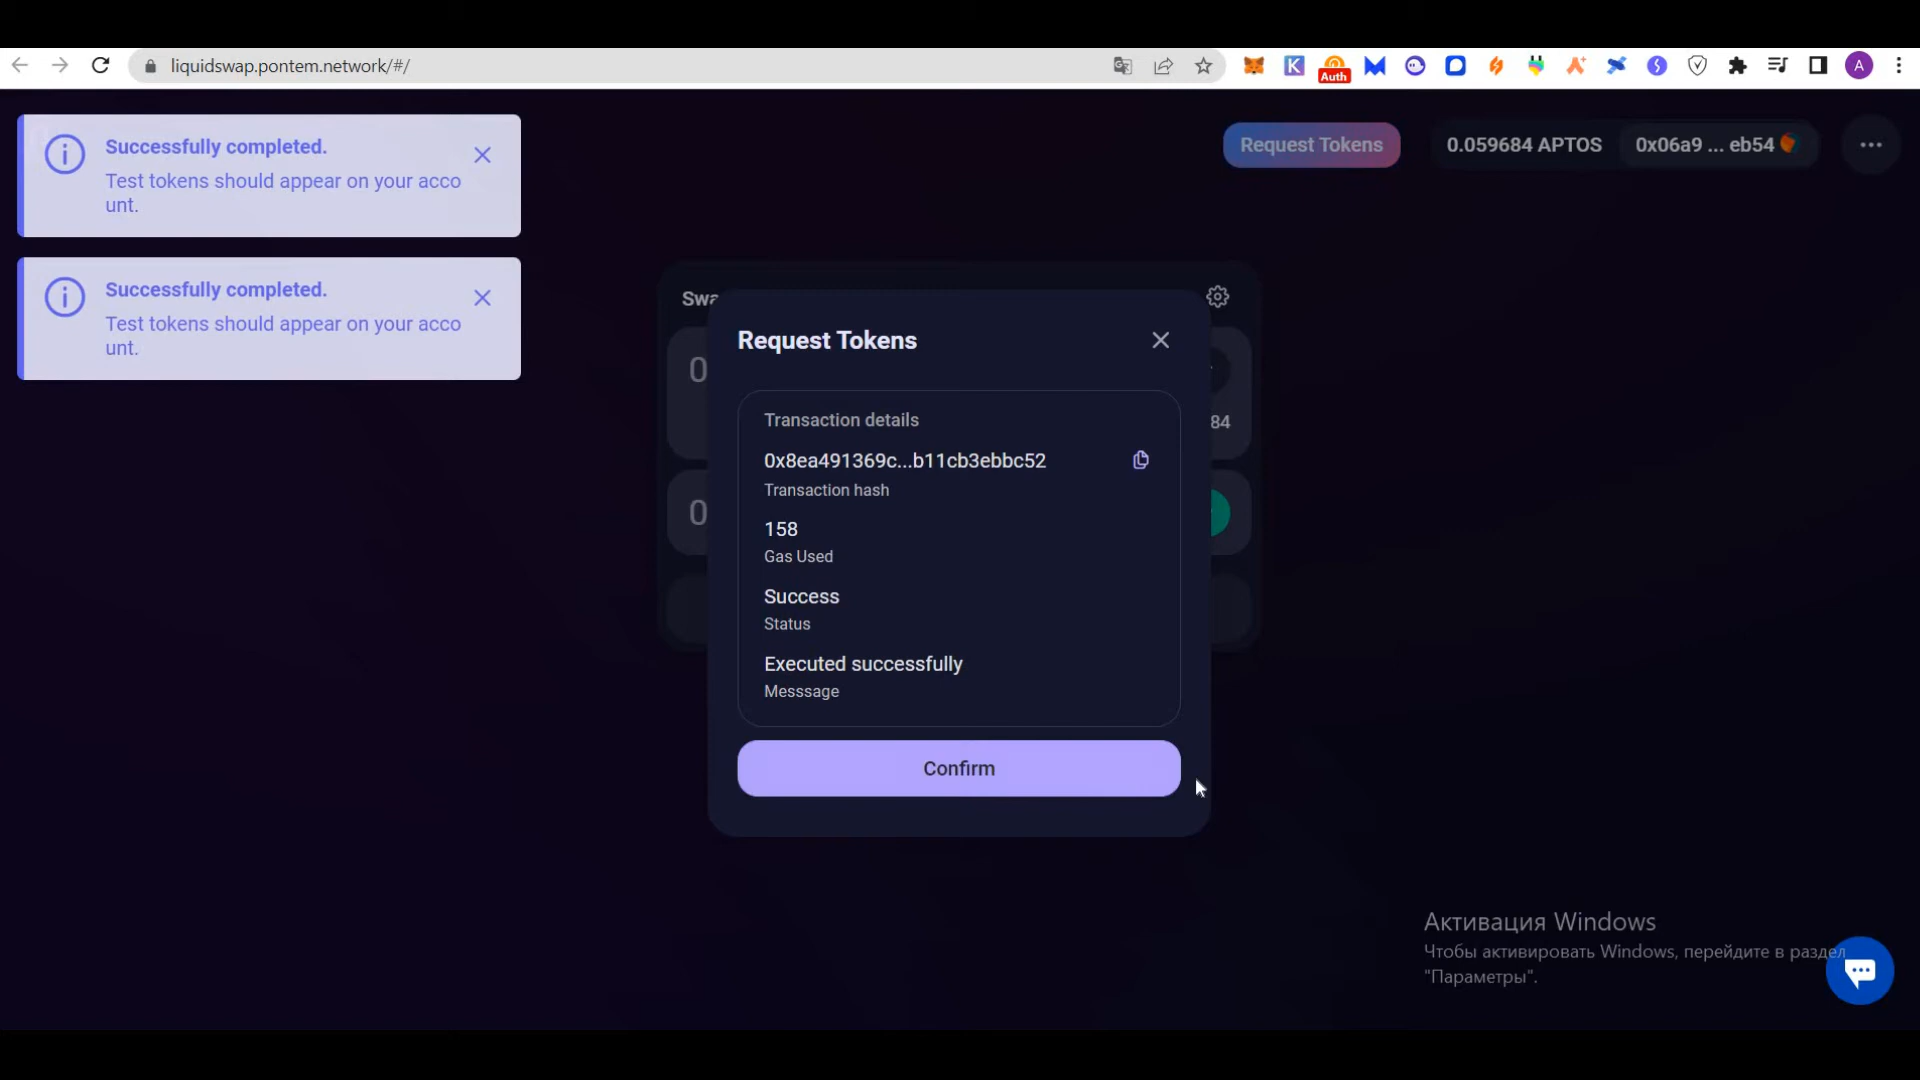 liquidswap.pontem.network/#/
Auth
A
Successfully completed.
Test tokens should appear on your acco
unt.
Successfully completed.
Test tokens should appear on your acco
unt.
Request Tokens
0.059684 APTOS
0x06a9 ... eb54
Swa
0
84
0
Request Tokens
Transaction details
0x8ea491369c...b11cb3ebbc52
Transaction hash
158
Gas Used
Success
Status
Executed successfully
Messsage
Confirm
Активация Windows
Чтобы активировать Windows, перейдите в раздел
"Параметры".